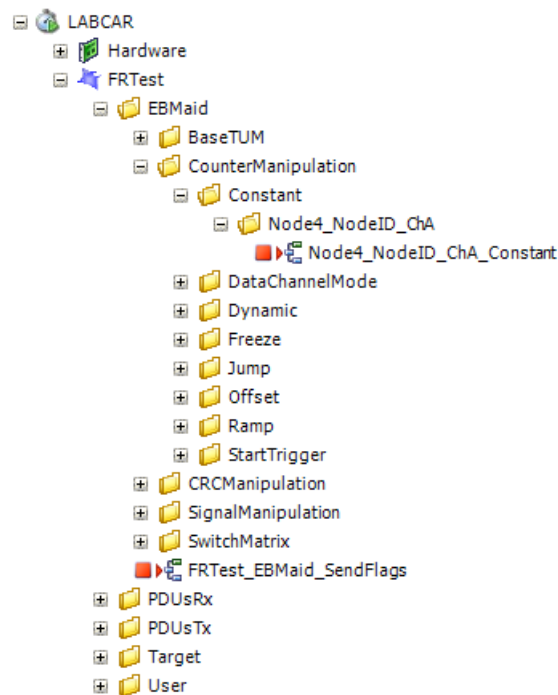 LABCAR
Hardware
FRTest
EBMaid
BaseTUM
CounterManipulation
Constant
Node4_NodeID_ChA
Node4_NodeID_ChA_Constant
DataChannelMode
Dynamic
Freeze
Jump
Offset
Ramp
StartTrigger
CRCManipulation
SignalManipulation
SwitchMatrix
FRTest_EBMaid_SendFlags
PDUsRx
PDUsTx
Target
User